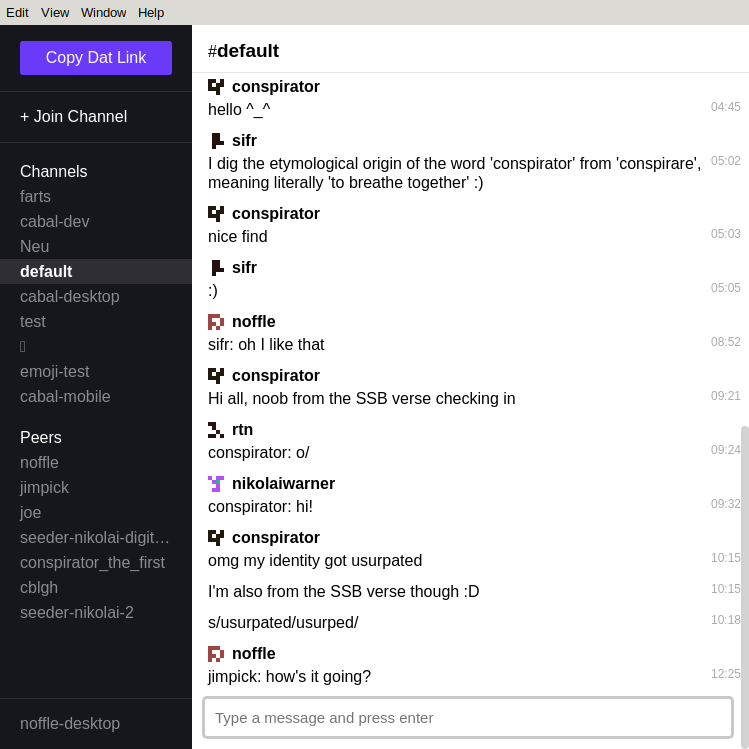 Edit View Window Help
Copy Dat Link
+ Join Channel
Channels
farts
cabal-dev
Neu
default
cabal-desktop
test
emoji-test
cabal-mobile
Peers
noffle
jimpick
joe
seeder-nikolai-digit…
conspirator_the_first
cblgh
seeder-nikolai-2
noffle-desktop
#default
conspirator
hello ^_^ 04:45
sifr
I dig the etymological origin of the word 'conspirator' from 'conspirare', 05:02
meaning literally 'to breathe together' :)
conspirator
nice find 05:03
sifr
:) 05:05
noffle
sifr: oh I like that 08:52
conspirator
Hi all, noob from the SSB verse checking in 09:21
rtn
conspirator: o/ 09:24
nikolaiwarner
conspirator: hi! 09:32
conspirator
omg my identity got usurpated 10:15
I'm also from the SSB verse though :D 10:15
s/usurpated/usurped/ 10:18
noffle
jimpick: how's it going? 12:25
Type a message and press enter